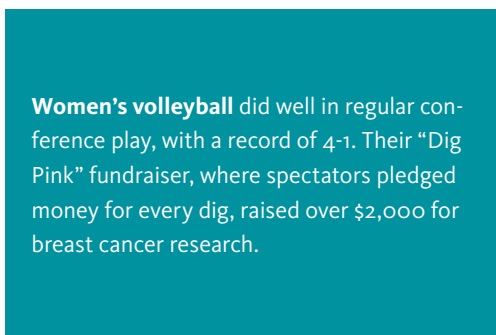 Women’s volleyball did well in regular con-
ference play, with a record of 4-1. Their “Dig
Pink” fundraiser, where spectators pledged
money for every dig, raised over $2,000 for
breast cancer research.